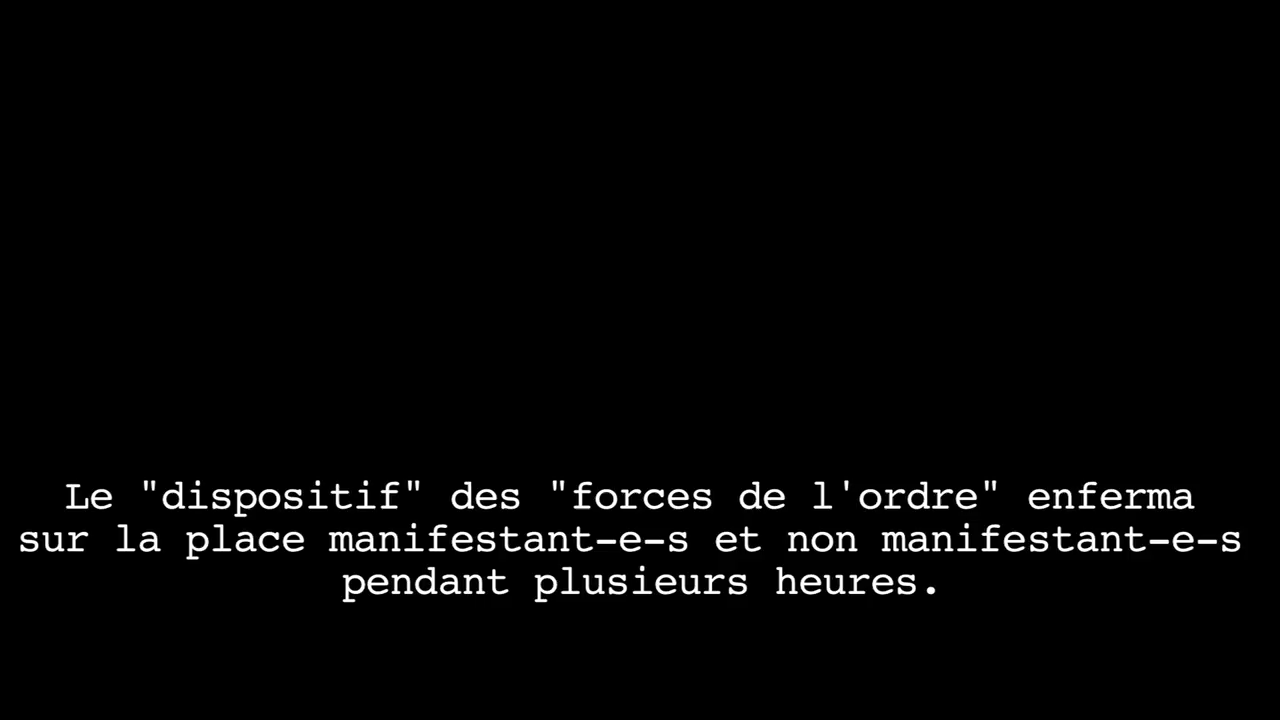 Le "dispositif" des "forces de l'ordre" enferma
sur la place manifestant-e-s et non manifestant-e-s
pendant plusieurs heures.